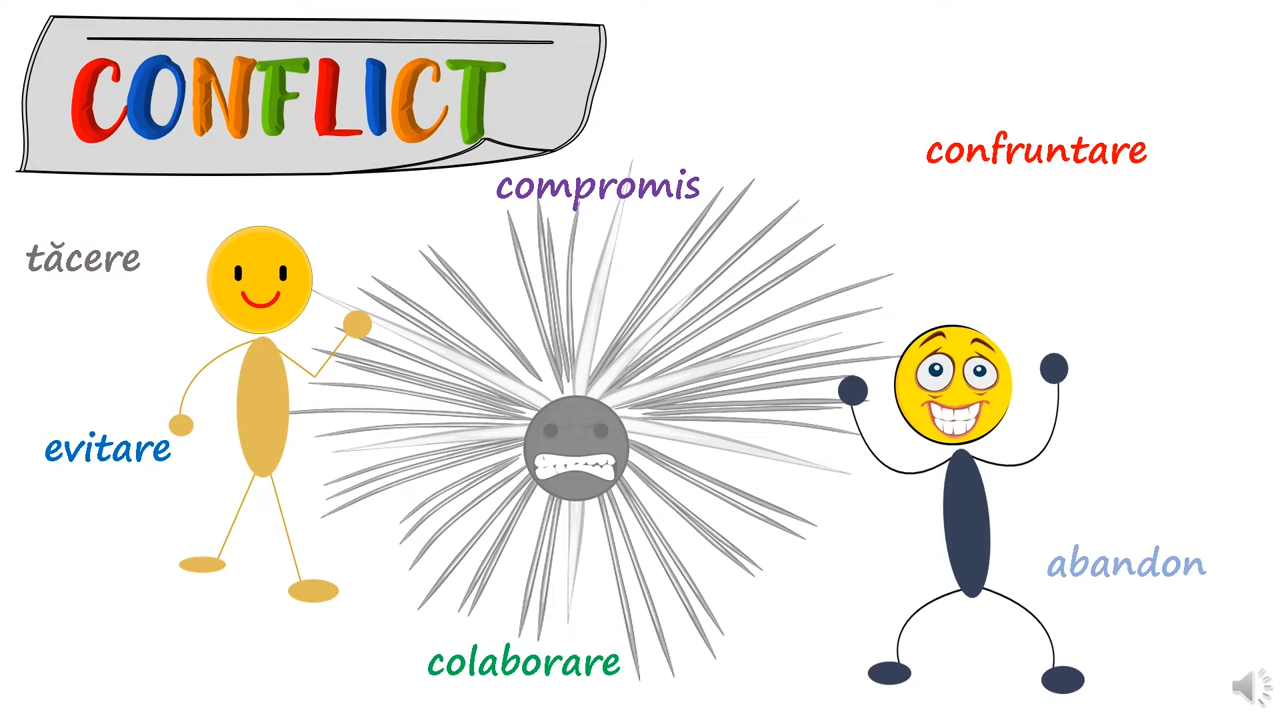 CONFLICT
confruntare
compromis
tăcere
evitare
abandon
colaborare